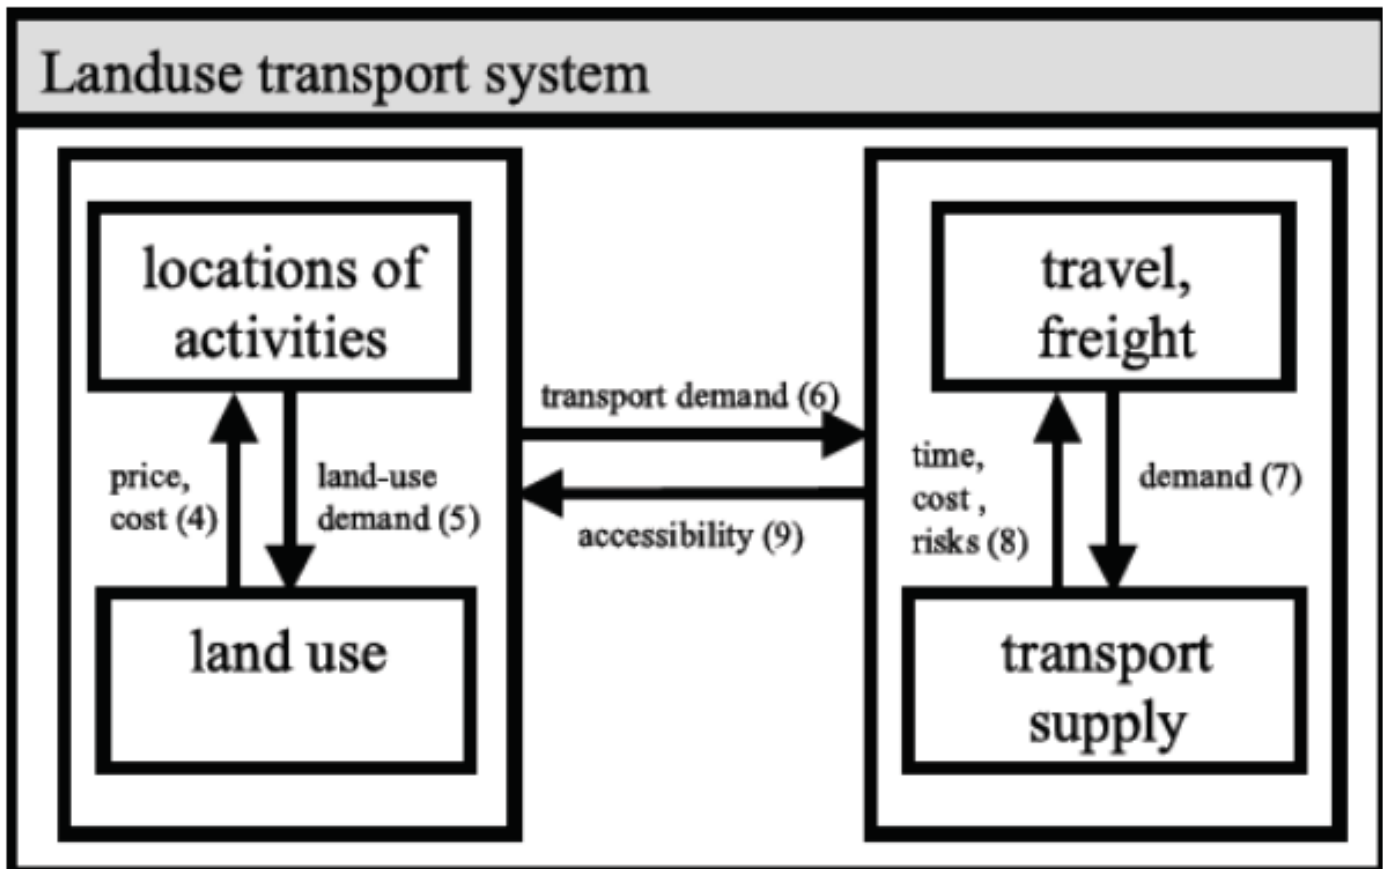 Landuse transport system
locations of
activities
price,
cost (4)
land-use
demand (5)
land use
transport demand (6)
accessibility (9)
travel,
freight
time,
cost ,
risks (8)
demand (7)
transport
supply